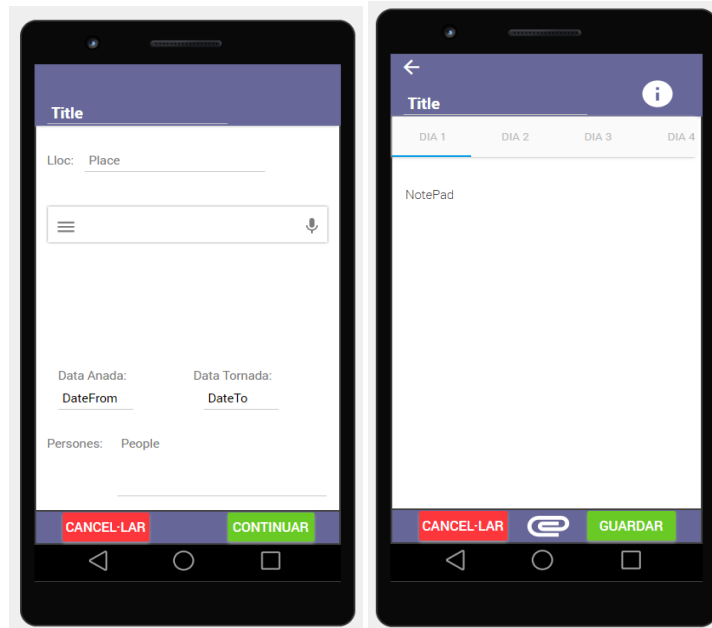 Title
Lloc: Place
Data Anada: Data Tornada:
DateFrom DateTo
Persones: People
CANCEL·LAR CONTINUAR
Title
DIA 1 DIA 2 DIA 3 DIA 4
NotePad
CANCEL·LAR GUARDAR